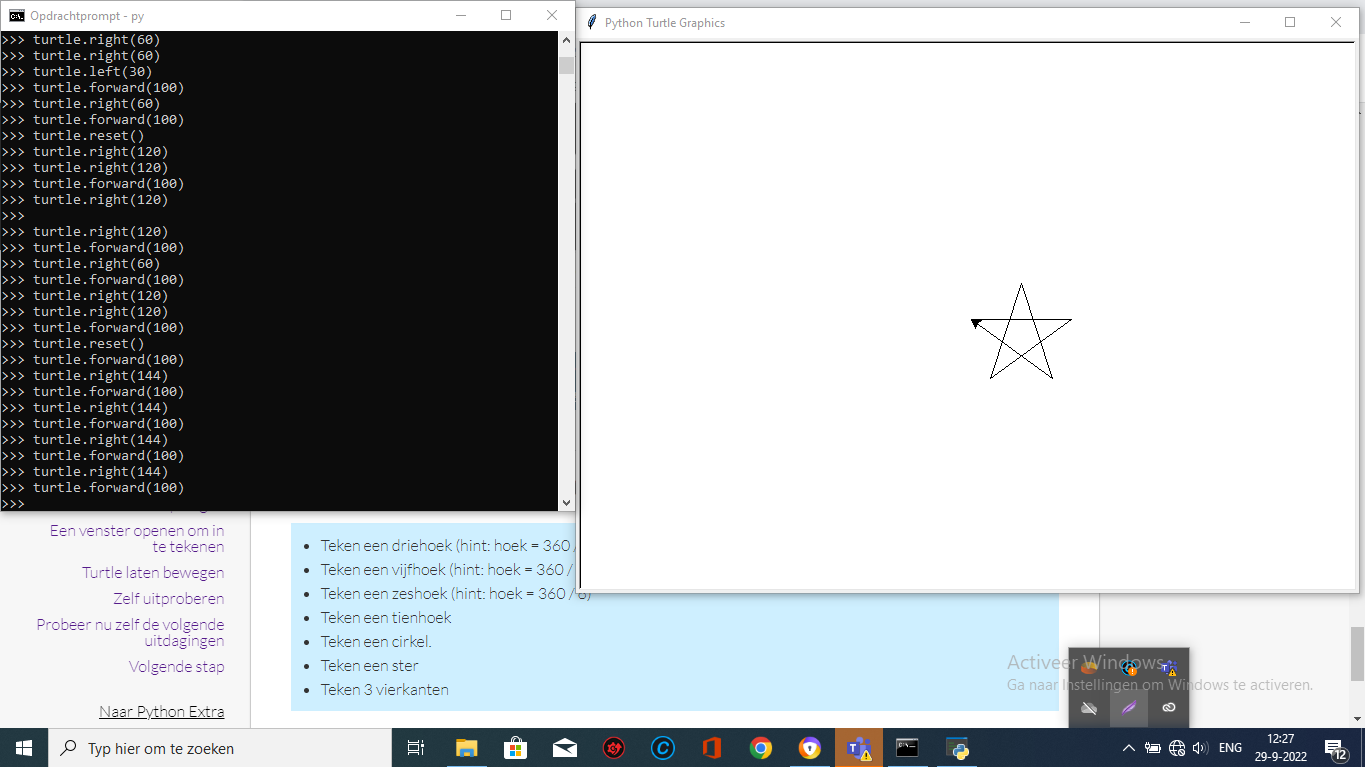 Opdrachtprompt - py
>>> turtle.right(60)
>>> turtle.right(60)
>>> turtle.left(30)
>>> turtle.forward(100)
>>> turtle.right(60)
>>> turtle.forward(100)
>>> turtle.reset()
>>> turtle.right(120)
>>> turtle.right(120)
>>> turtle.forward(100)
>>> turtle.right(120)
>>>
>>> turtle.right(120)
>>> turtle.forward(100)
>>> turtle.right(60)
>>> turtle.forward(100)
>>> turtle.right(120)
>>> turtle.right(120)
>>> turtle.forward(100)
>>> turtle.reset()
>>> turtle.forward(100)
>>> turtle.right(144)
>>> turtle.forward(100)
>>> turtle.right(144)
>>> turtle.forward(100)
>>> turtle.right(144)
>>> turtle.forward(100)
>>> turtle.right(144)
>>> turtle.forward(100)
>>>
Python Turtle Graphics
Een venster openen om in
te tekenen
Turtle laten bewegen
Zelf uitproberen
Probeer nu zelf de volgende
uitdagingen
Volgende stap
Naar Python Extra
• Teken een driehoek (hint: hoek = 360 /
• Teken een vijfhoek (hint: hoek = 360 /
• Teken een zeshoek (hint: hoek = 360 / 6)
• Teken een tienhoek
• Teken een cirkel.
• Teken een ster
• Teken 3 vierkanten
Activeer Windows
Ga naar Instellingen om Windows te activeren.
Typ hier om te zoeken
ENG
12:27
29-9-2022
12